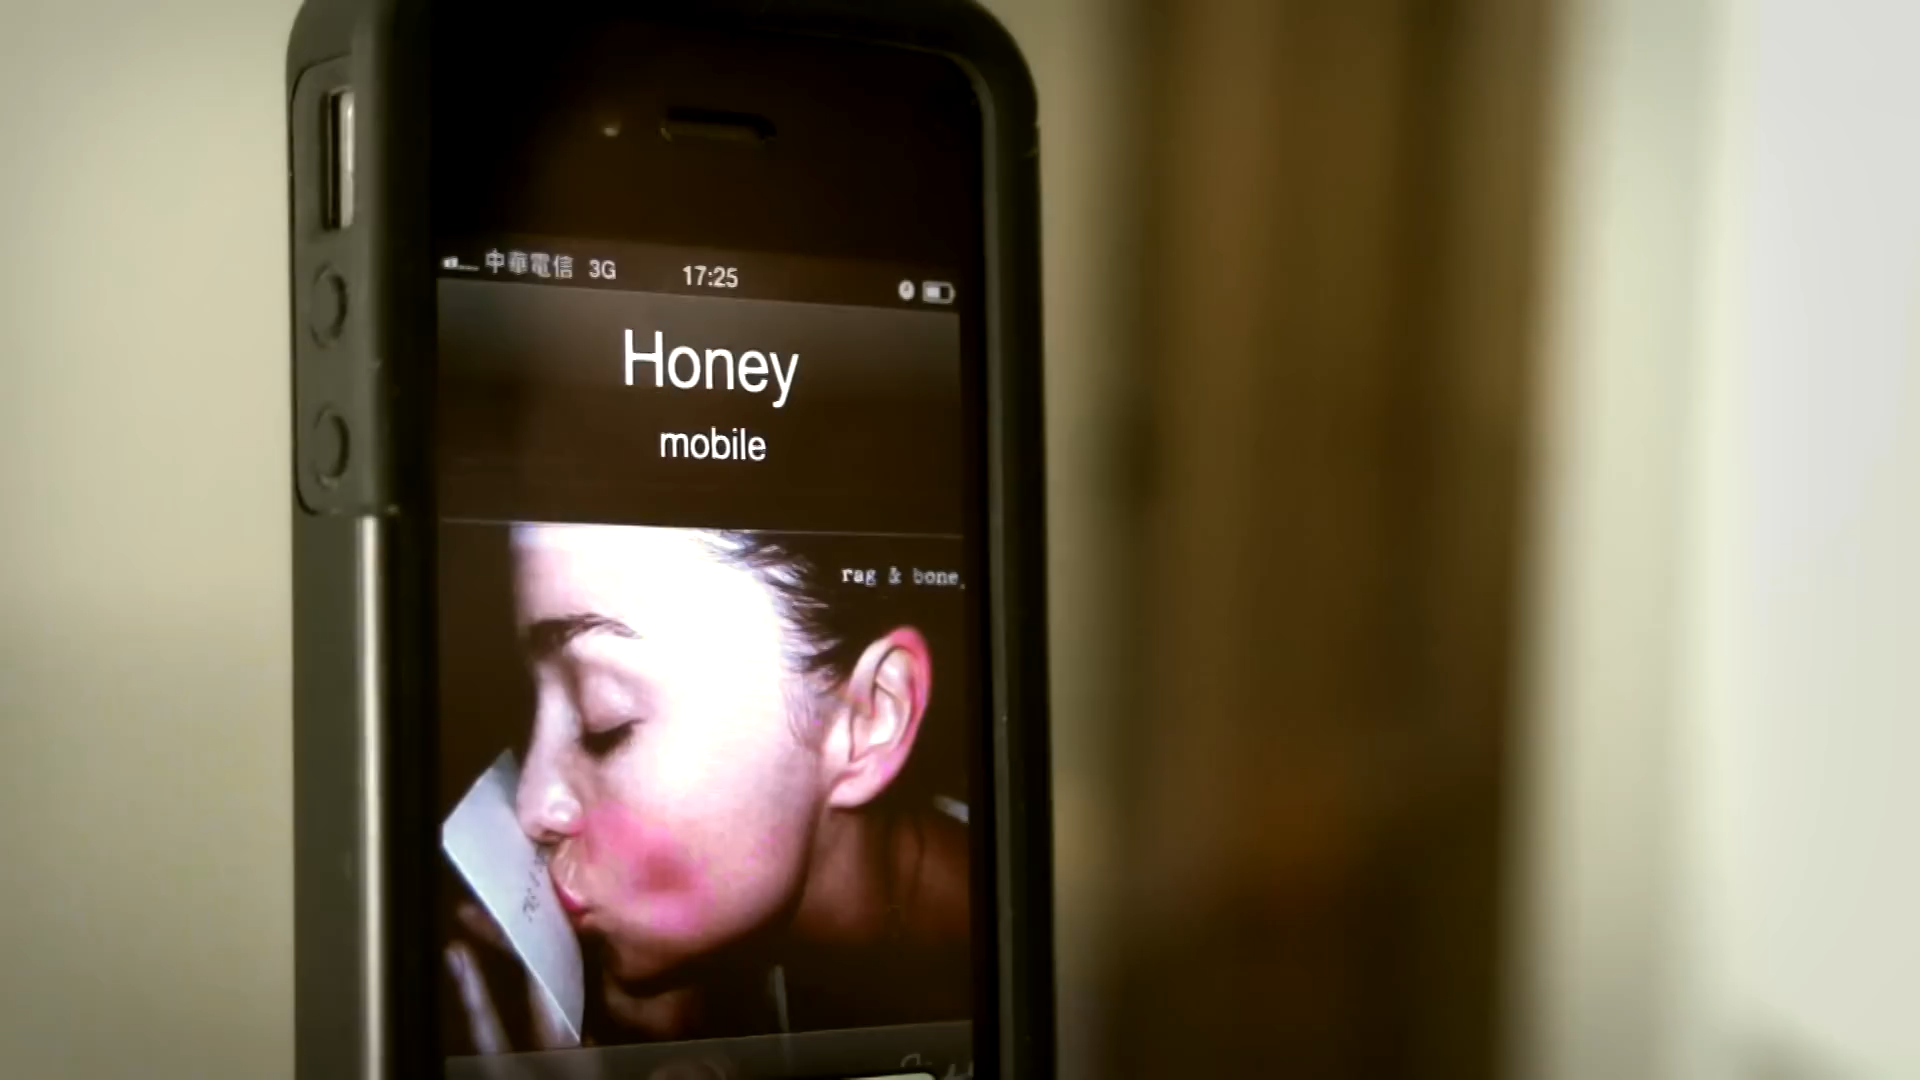 中華電信 3G 17:25
Honey
mobile
rag & bone